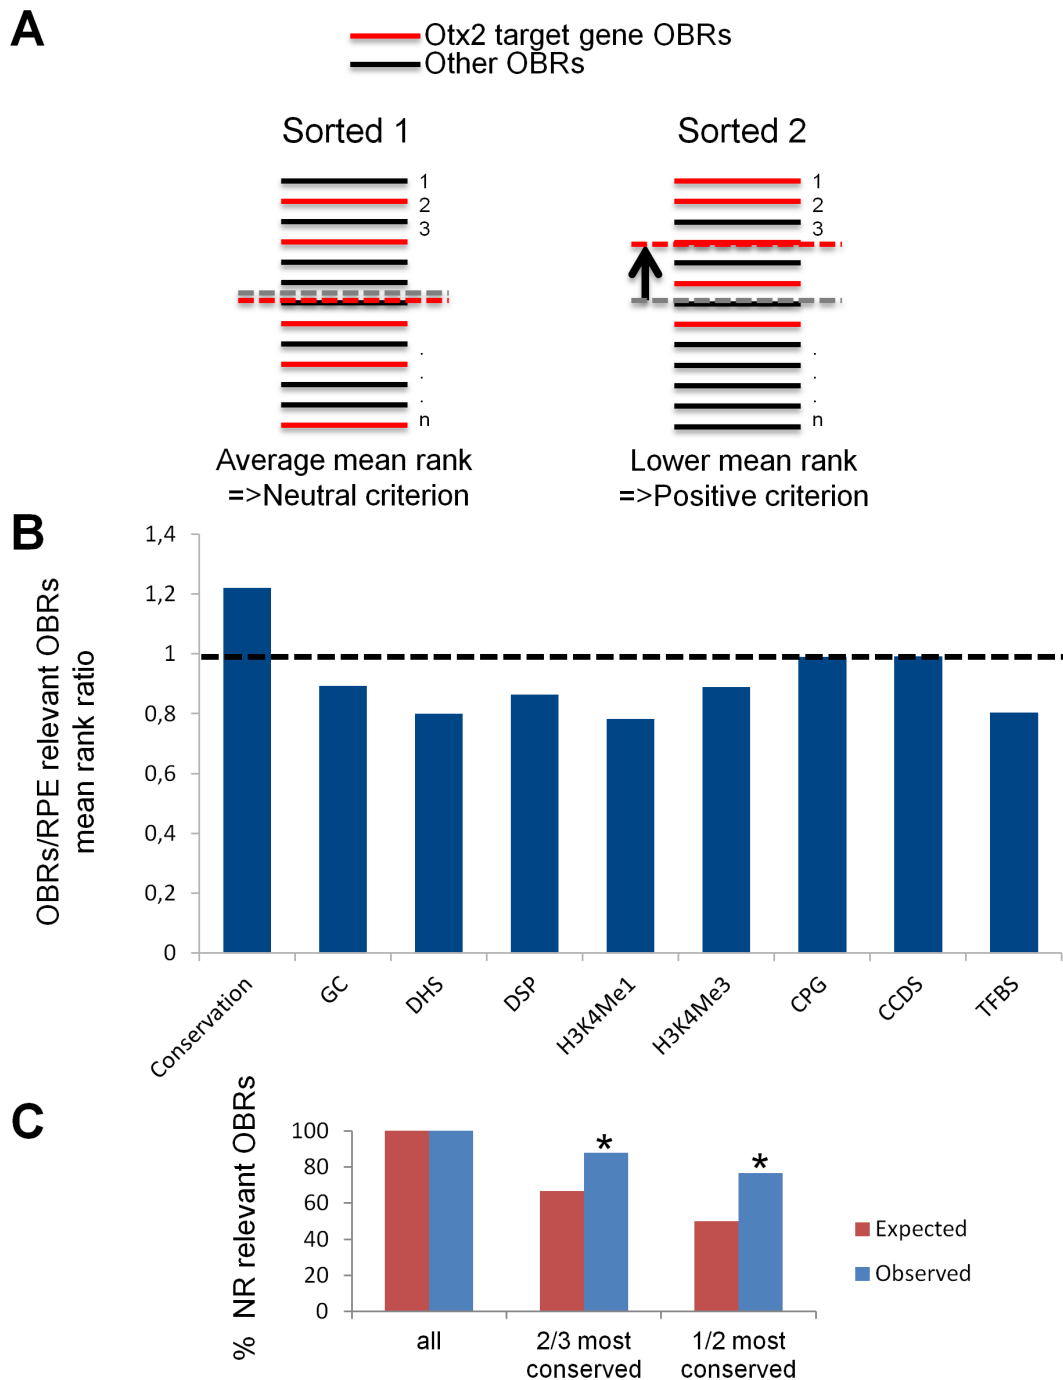 A
Otx2 target gene OBRs
Other OBRs
Sorted 1
Sorted 2
1
2
3
.
.
.
n
1
2
3
.
.
.
n
Average mean rank
=>Neutral criterion
Lower mean rank
=>Positive criterion
B
OBRs/RPE relevant OBRs
mean rank ratio
1,4
1,2
1
0,8
0,6
0,4
0,2
0
Conservation
GC
DHS
DSP
H3K4Me1
H3K4Me3
CPG
CCDS
TFBS
C
% NR relevant OBRs
100
80
60
40
20
0
*
*
all
2/3 most
conserved
1/2 most
conserved
Expected
Observed